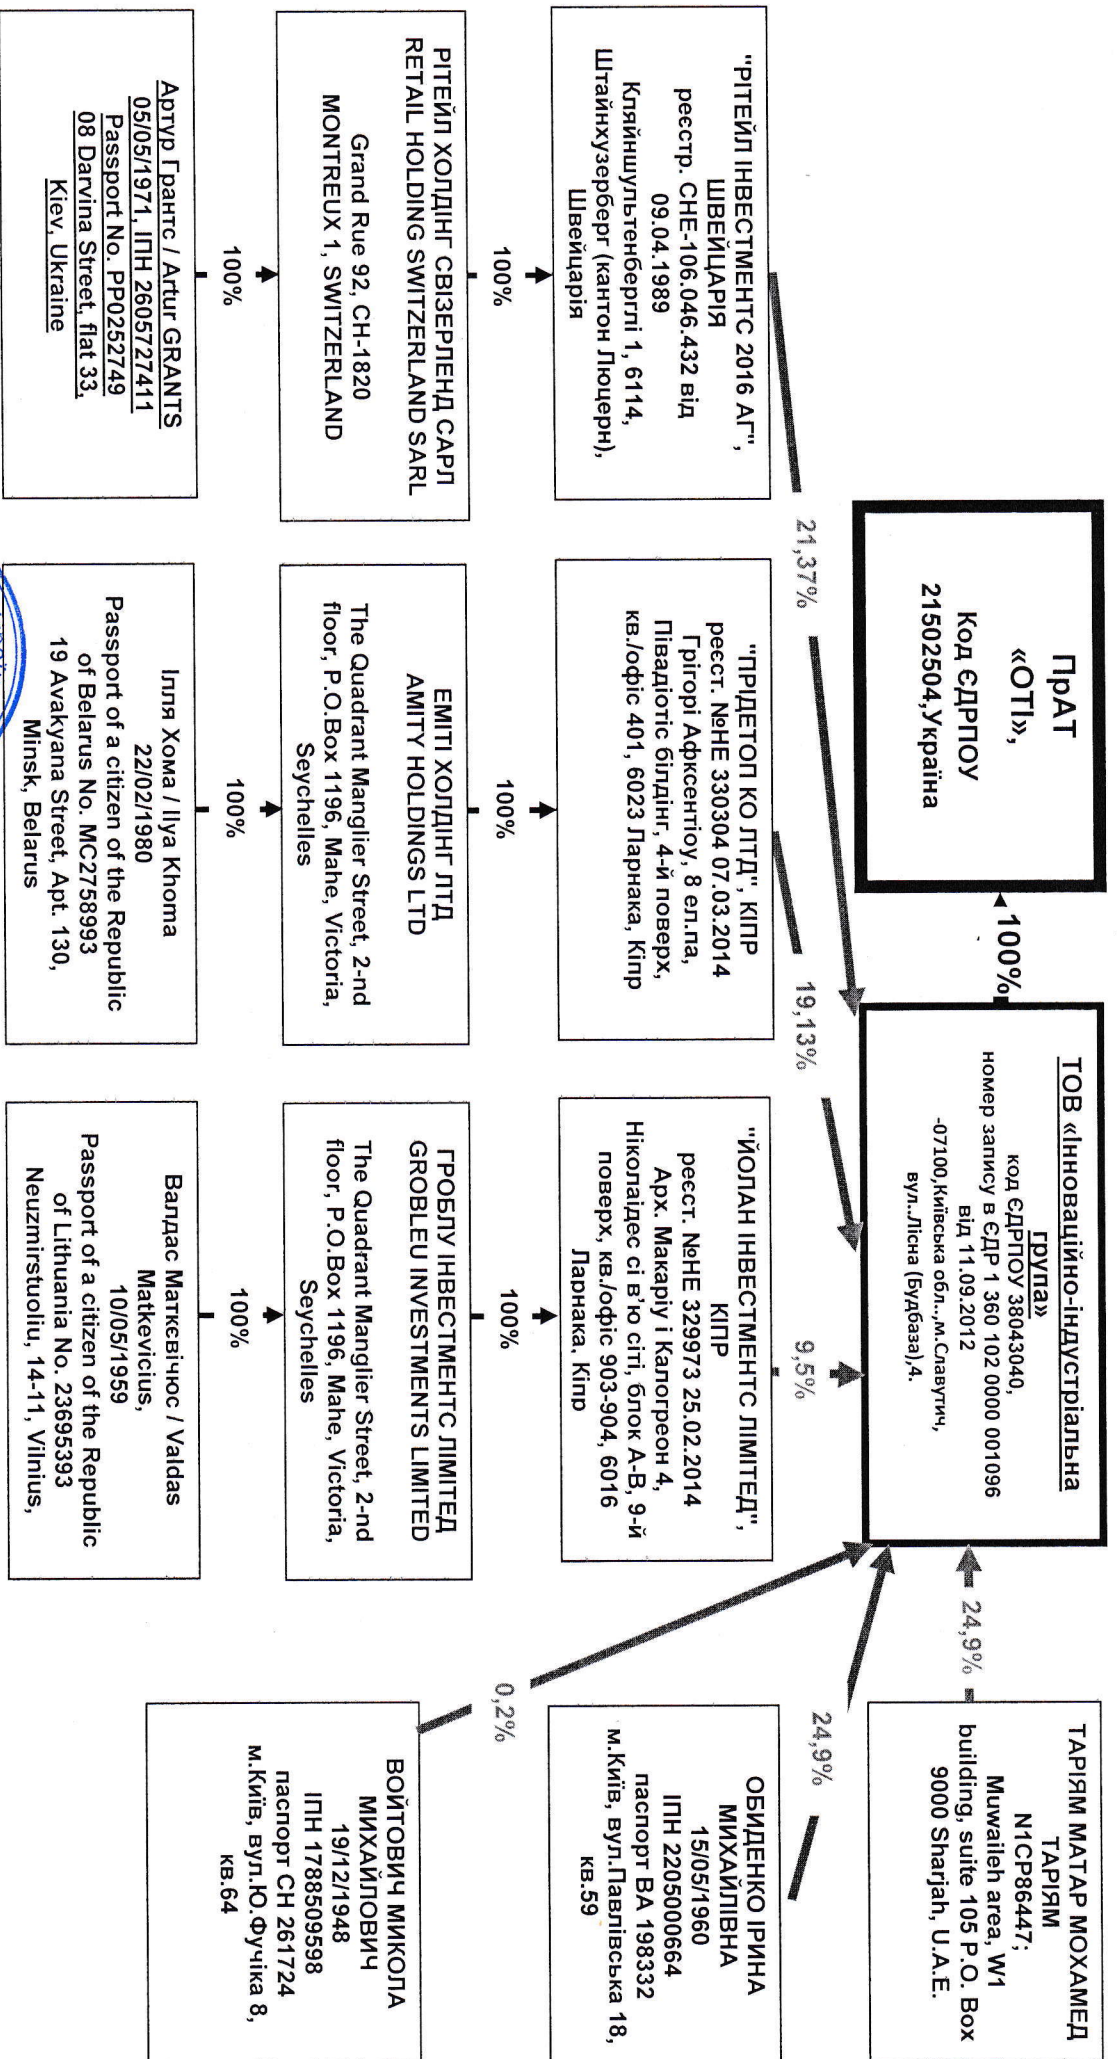 ПрАТ
«ОТІ»,
Код ЄДРПОУ
21502504,Україна
100%
ТОВ «Інноваційно-індустріальна
група»
код ЄДРПОУ 38043040,
номер запису в ЄДР 1 360 102 0000 001096
від 11.09.2012
-07100,Київська обл.,м.Славутич,
вул..Лісна (Будбаза),4.
24,9%
ТАРІЯМ МАТАР МОХАМЕД
ТАРІЯМ
N1CP86447;
Muwaileh area, W1
building, suite 105 P.O. Box
9000 Sharjah, U.A.E.
21,37%
19,13%
9,5%
24,9%
0,2%
"РІТЕЙЛ ІНВЕСТМЕНТС 2016 АГ",
ШВЕЙЦАРІЯ
реєстр. CHE-106.046.432 від
09.04.1989
Кляйншультенберглі 1, 6114,
Штайнхузерберг (кантон Люцерн),
Швейцарія
"ПРІДЕТОП КО ЛТД", КІПР
реєст. №НЕ 330304 07.03.2014
Грігорі Афксентіоу, 8 ел.па,
Півадіотіс білдінг, 4-й поверх,
кв./офіс 401, 6023 Ларнака, Кіпр
"ЙОЛАН ІНВЕСТМЕНТС ЛІМІТЕД",
КІПР
реєст. №НЕ 329973 25.02.2014
Арх. Макаріу і Калогреон 4,
Ніколаідес сі в'ю сіті, блок А-В, 9-й
поверх, кв./офіс 903-904, 6016
Ларнака, Кіпр
ОБИДЕНКО ІРИНА
МИХАЙЛІВНА
15/05/1960
ІПН 2205000664
паспорт ВА 198332
м.Київ, вул.Павлівська 18,
кв.59
100%
100%
100%
РІТЕЙЛ ХОЛДІНГ СВІЗЕРЛЕНД САРЛ
RETAIL HOLDING SWITZERLAND SARL
Grand Rue 92, CH-1820
MONTREUX 1, SWITZERLAND
ЕМІТІ ХОЛДІНГ ЛТД
AMITY HOLDINGS LTD
The Quadrant Manglier Street, 2-nd
floor, P.O.Box 1196, Mahe, Victoria,
Seychelles
ГРОБЛУ ІНВЕСТМЕНТС ЛІМІТЕД
GROBLEU INVESTMENTS LIMITED
The Quadrant Manglier Street, 2-nd
floor, P.O.Box 1196, Mahe, Victoria,
Seychelles
ВОЙТОВИЧ МИКОЛА
МИХАЙЛОВИЧ
19/12/1948
ІПН 1788509598
паспорт СН 261724
м.Київ, вул.Ю.Фучіка 8,
кв.64
100%
100%
100%
Артур Грантс / Artur GRANTS
05/05/1971, ІПН 2605727411
Passport No. PP0252749
08 Darvina Street, flat 33,
Kiev, Ukraine
Ілля Хома / Ilya Khoma
22/02/1980
Passport of a citizen of the Republic
of Belarus No. MC2758993
19 Avakyana Street, Apt. 130,
Minsk, Belarus
Валдас Маткєвічюс / Valdas
Matkevicius,
10/05/1959
Passport of a citizen of the Republic
of Lithuania No. 23695393
Neuzmirstuoliu, 14-11, Vilnius,